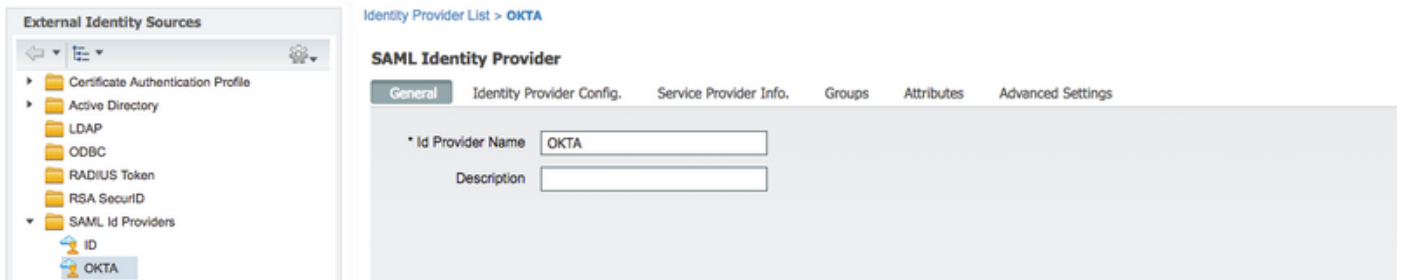 External Identity Sources
Certificate Authentication Profile
Active Directory
LDAP
ODBC
RADIUS Token
RSA SecurID
SAML Id Providers
ID
OKTA
Identity Provider List > OKTA
SAML Identity Provider
General Identity Provider Config. Service Provider Info. Groups Attributes Advanced Settings
* Id Provider Name OKTA
Description